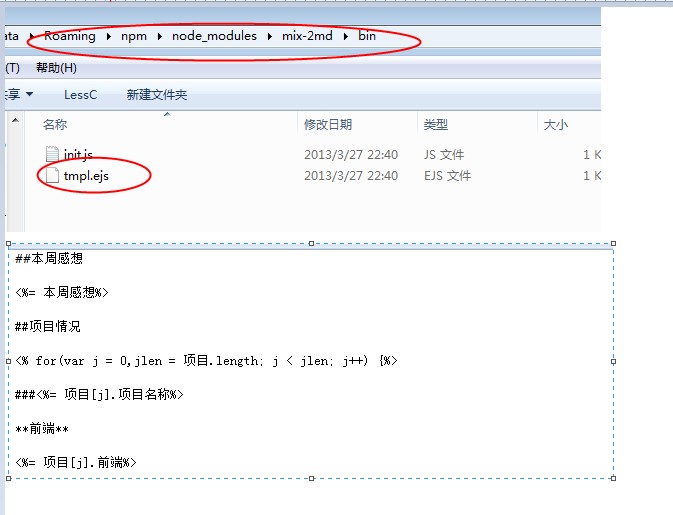 ata ▸ Roaming ▸ npm ▸ node_modules ▸ mix-2md ▸ bin
(T) 帮助(H)
共享 ▼ LessC 新建文件夹
名称 修改日期 类型 大小
init.js 2013/3/27 22:40 JS 文件 1 K
tmpl.ejs 2013/3/27 22:40 EJS 文件 1 K
##本周感想
<%= 本周感想%>
##项目情况
<% for(var j = 0,jlen = 项目.length; j < jlen; j++) {%>
###<%= 项目[j].项目名称%>
**前端**
<%= 项目[j].前端%>